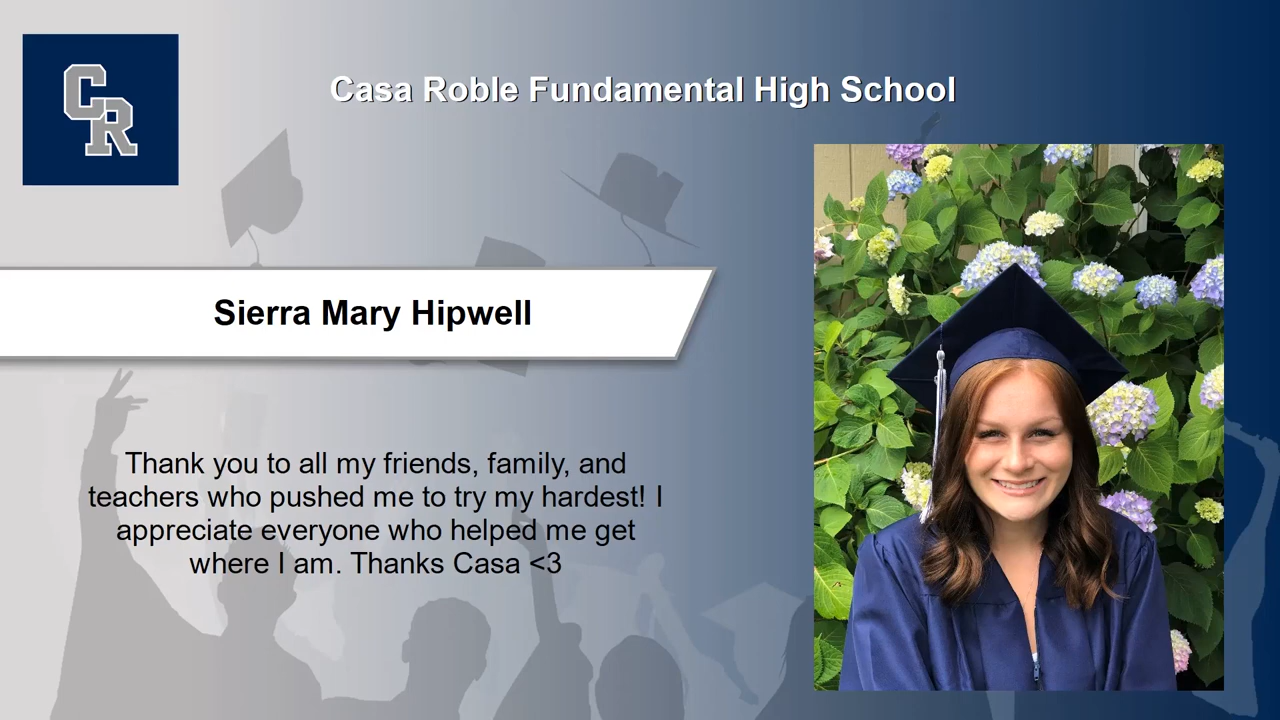 CR
Casa Roble Fundamental High School
Sierra Mary Hipwell
Thank you to all my friends, family, and
teachers who pushed me to try my hardest! I
appreciate everyone who helped me get
where I am. Thanks Casa <3